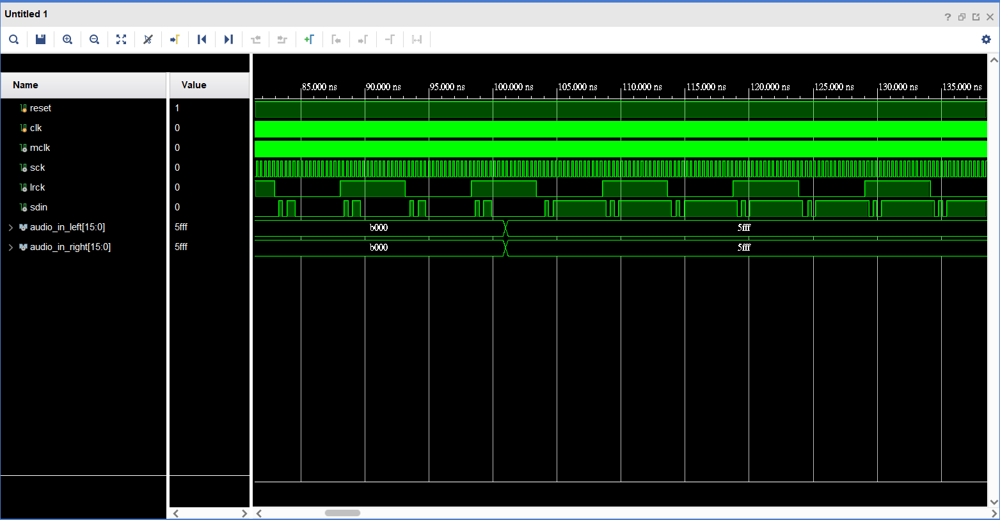 Untitled 1
?
Name
Value
85.000 ns
90.000 ns
95.000 ns
100.000 ns
105.000 ns
110.000 ns
115.000 ns
120.000 ns
125.000 ns
130.000 ns
135.000 ns
reset
1
clk
0
mclk
0
sck
0
lrck
0
sdin
0
audio_in_left[15:0]
5fff
b000
5fff
audio_in_right[15:0]
5fff
b000
5fff